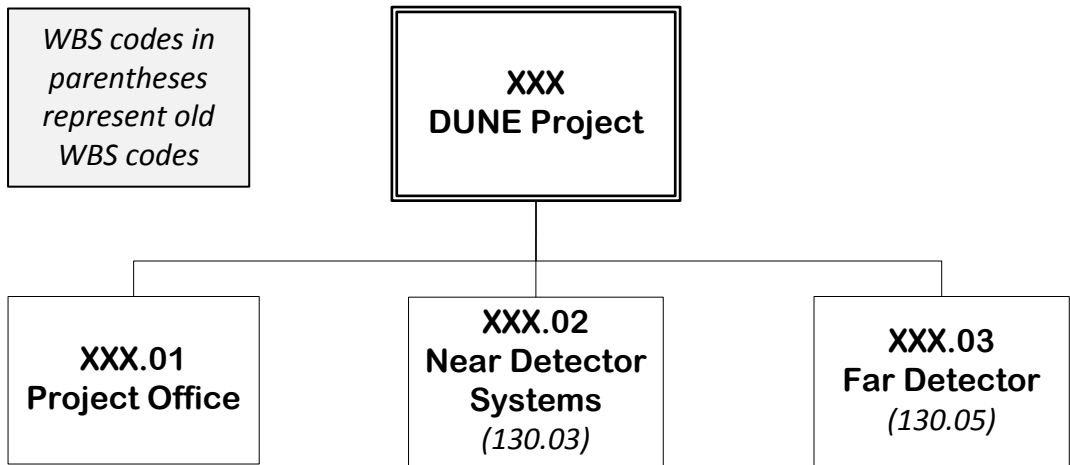 WBS codes in
parentheses
represent old
WBS codes
XXX
DUNE Project
XXX.01
Project Office
XXX.02
Near Detector
Systems
(130.03)
XXX.03
Far Detector
(130.05)